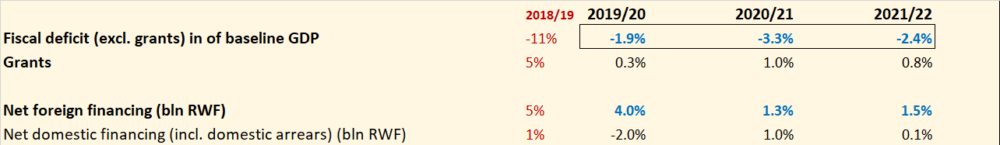 2018/19 2019/20 2020/21 2021/22
Fiscal deficit (excl. grants) in of baseline GDP -11% -1.9% -3.3% -2.4%
Grants 5% 0.3% 1.0% 0.8%
Net foreign financing (bln RWF) 5% 4.0% 1.3% 1.5%
Net domestic financing (incl. domestic arrears) (bln RWF) 1% -2.0% 1.0% 0.1%